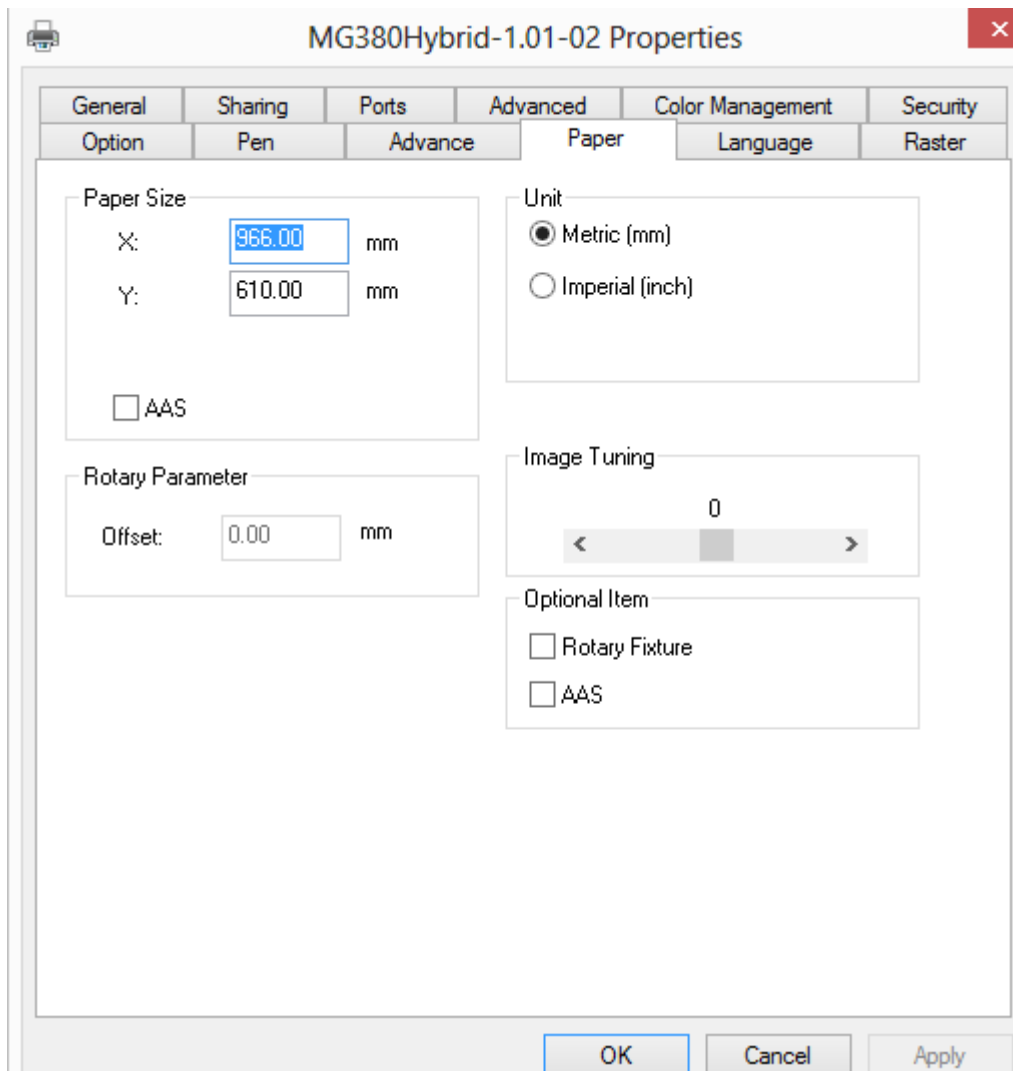 MG380Hybrid-1.01-02 Properties
General Sharing Ports Advanced Color Management Security
Option Pen Advance Paper Language Raster
Paper Size
X: 966.00 mm
Y: 610.00 mm
AAS
Unit
Metric (mm)
Imperial (inch)
Rotary Parameter
Offset: 0.00 mm
Image Tuning
0
Optional Item
Rotary Fixture
AAS
OK Cancel Apply